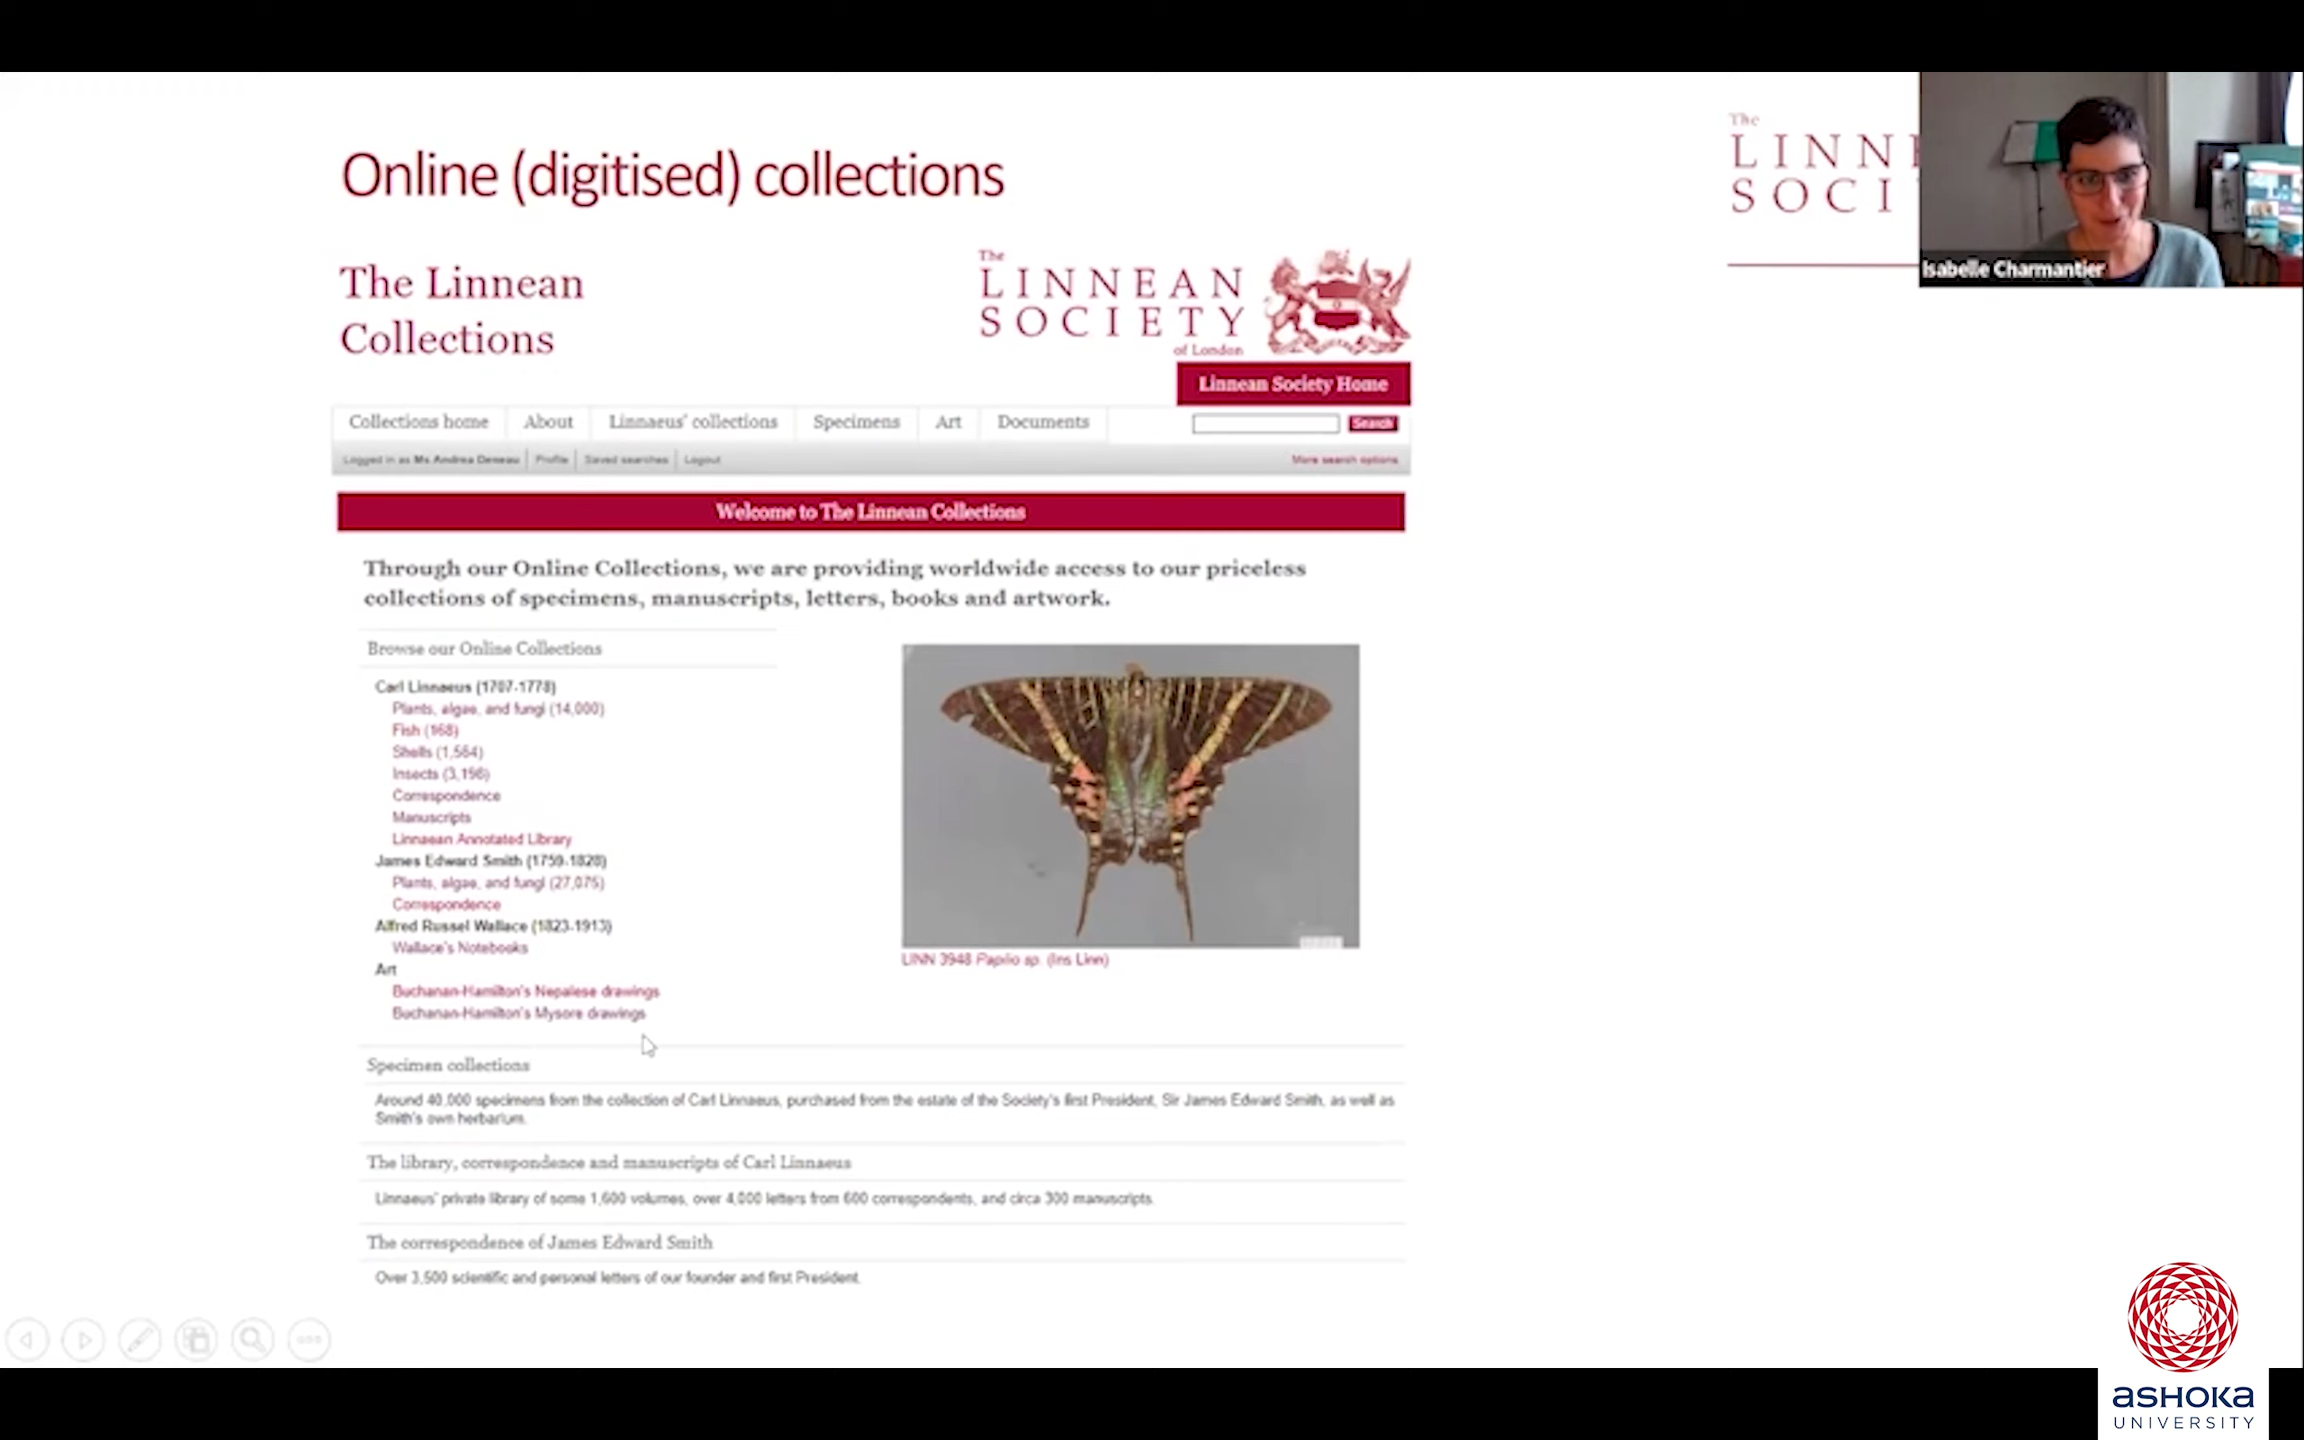 Online (digitised) collections
The
LINN
SOCI
Isabelle Charmantier
The Linnean
Collections
The
LINNEAN
SOCIETY
of London
Linnean Society Home
Collections home
About
Linnaeus' collections
Specimens
Art
Documents
Search
Logged in as Ms Andrea Deneau
Profile
Saved searches
Logout
More search options
Welcome to The Linnean Collections
Through our Online Collections, we are providing worldwide access to our priceless
collections of specimens, manuscripts, letters, books and artwork.
Browse our Online Collections
Carl Linnaeus (1707-1778)
Plants, algae, and fungi (14,000)
Fish (168)
Shells (1,564)
Insects (3,198)
Correspondence
Manuscripts
Linnaean Annotated Library
James Edward Smith (1759-1828)
Plants, algae, and fungi (27,075)
Correspondence
Alfred Russel Wallace (1823-1913)
Wallace's Notebooks
Art
Buchanan-Hamilton's Nepalese drawings
Buchanan-Hamilton's Mysore drawings
LINN 3948 Papilio sp. (Ins Linn)
Specimen collections
Around 40,000 specimens from the collection of Carl Linnaeus, purchased from the estate of the Society's first President, Sir James Edward Smith, as well as
Smith's own herbarium.
The library, correspondence and manuscripts of Carl Linnaeus
Linnaeus' private library of some 1,600 volumes, over 4,000 letters from 600 correspondents, and circa 300 manuscripts.
The correspondence of James Edward Smith
Over 3,500 scientific and personal letters of our founder and first President.
ASHOKA
UNIVERSITY